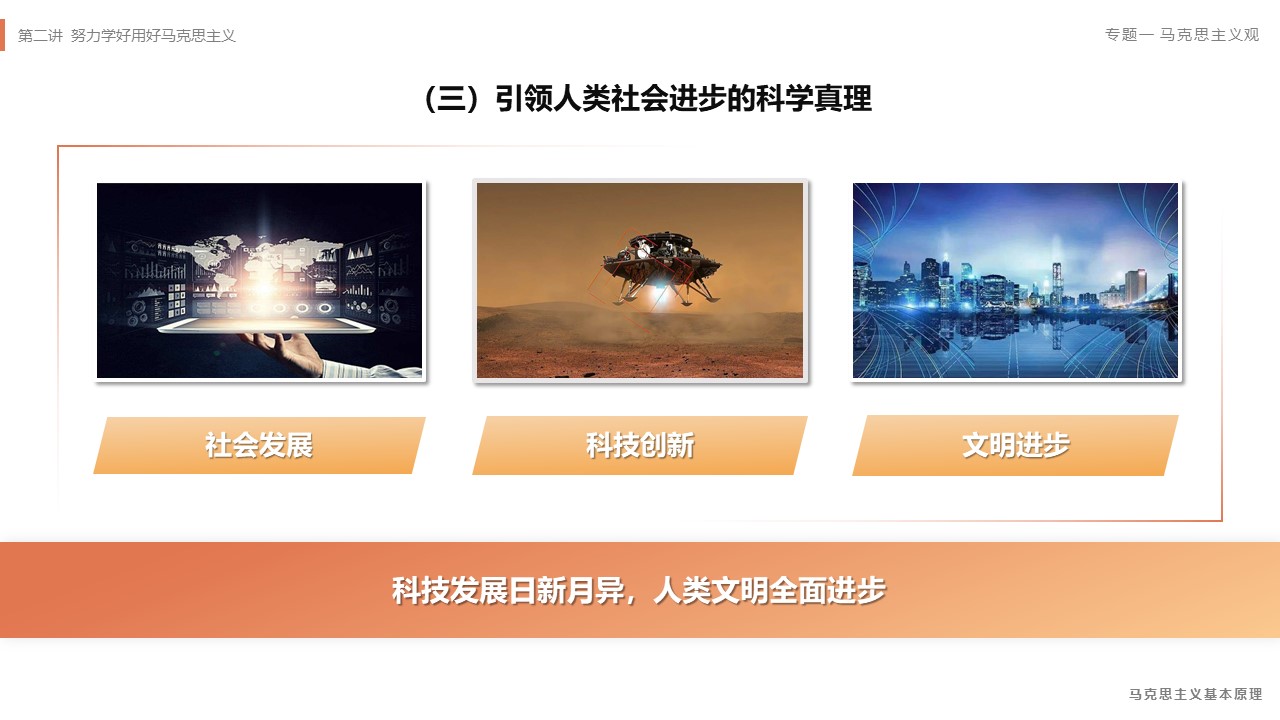 第二讲 努力学好用好马克思主义
专题一 马克思主义观
（三）引领人类社会进步的科学真理
社会发展
科技创新
文明进步
科技发展日新月异，人类文明全面进步
马克思主义基本原理